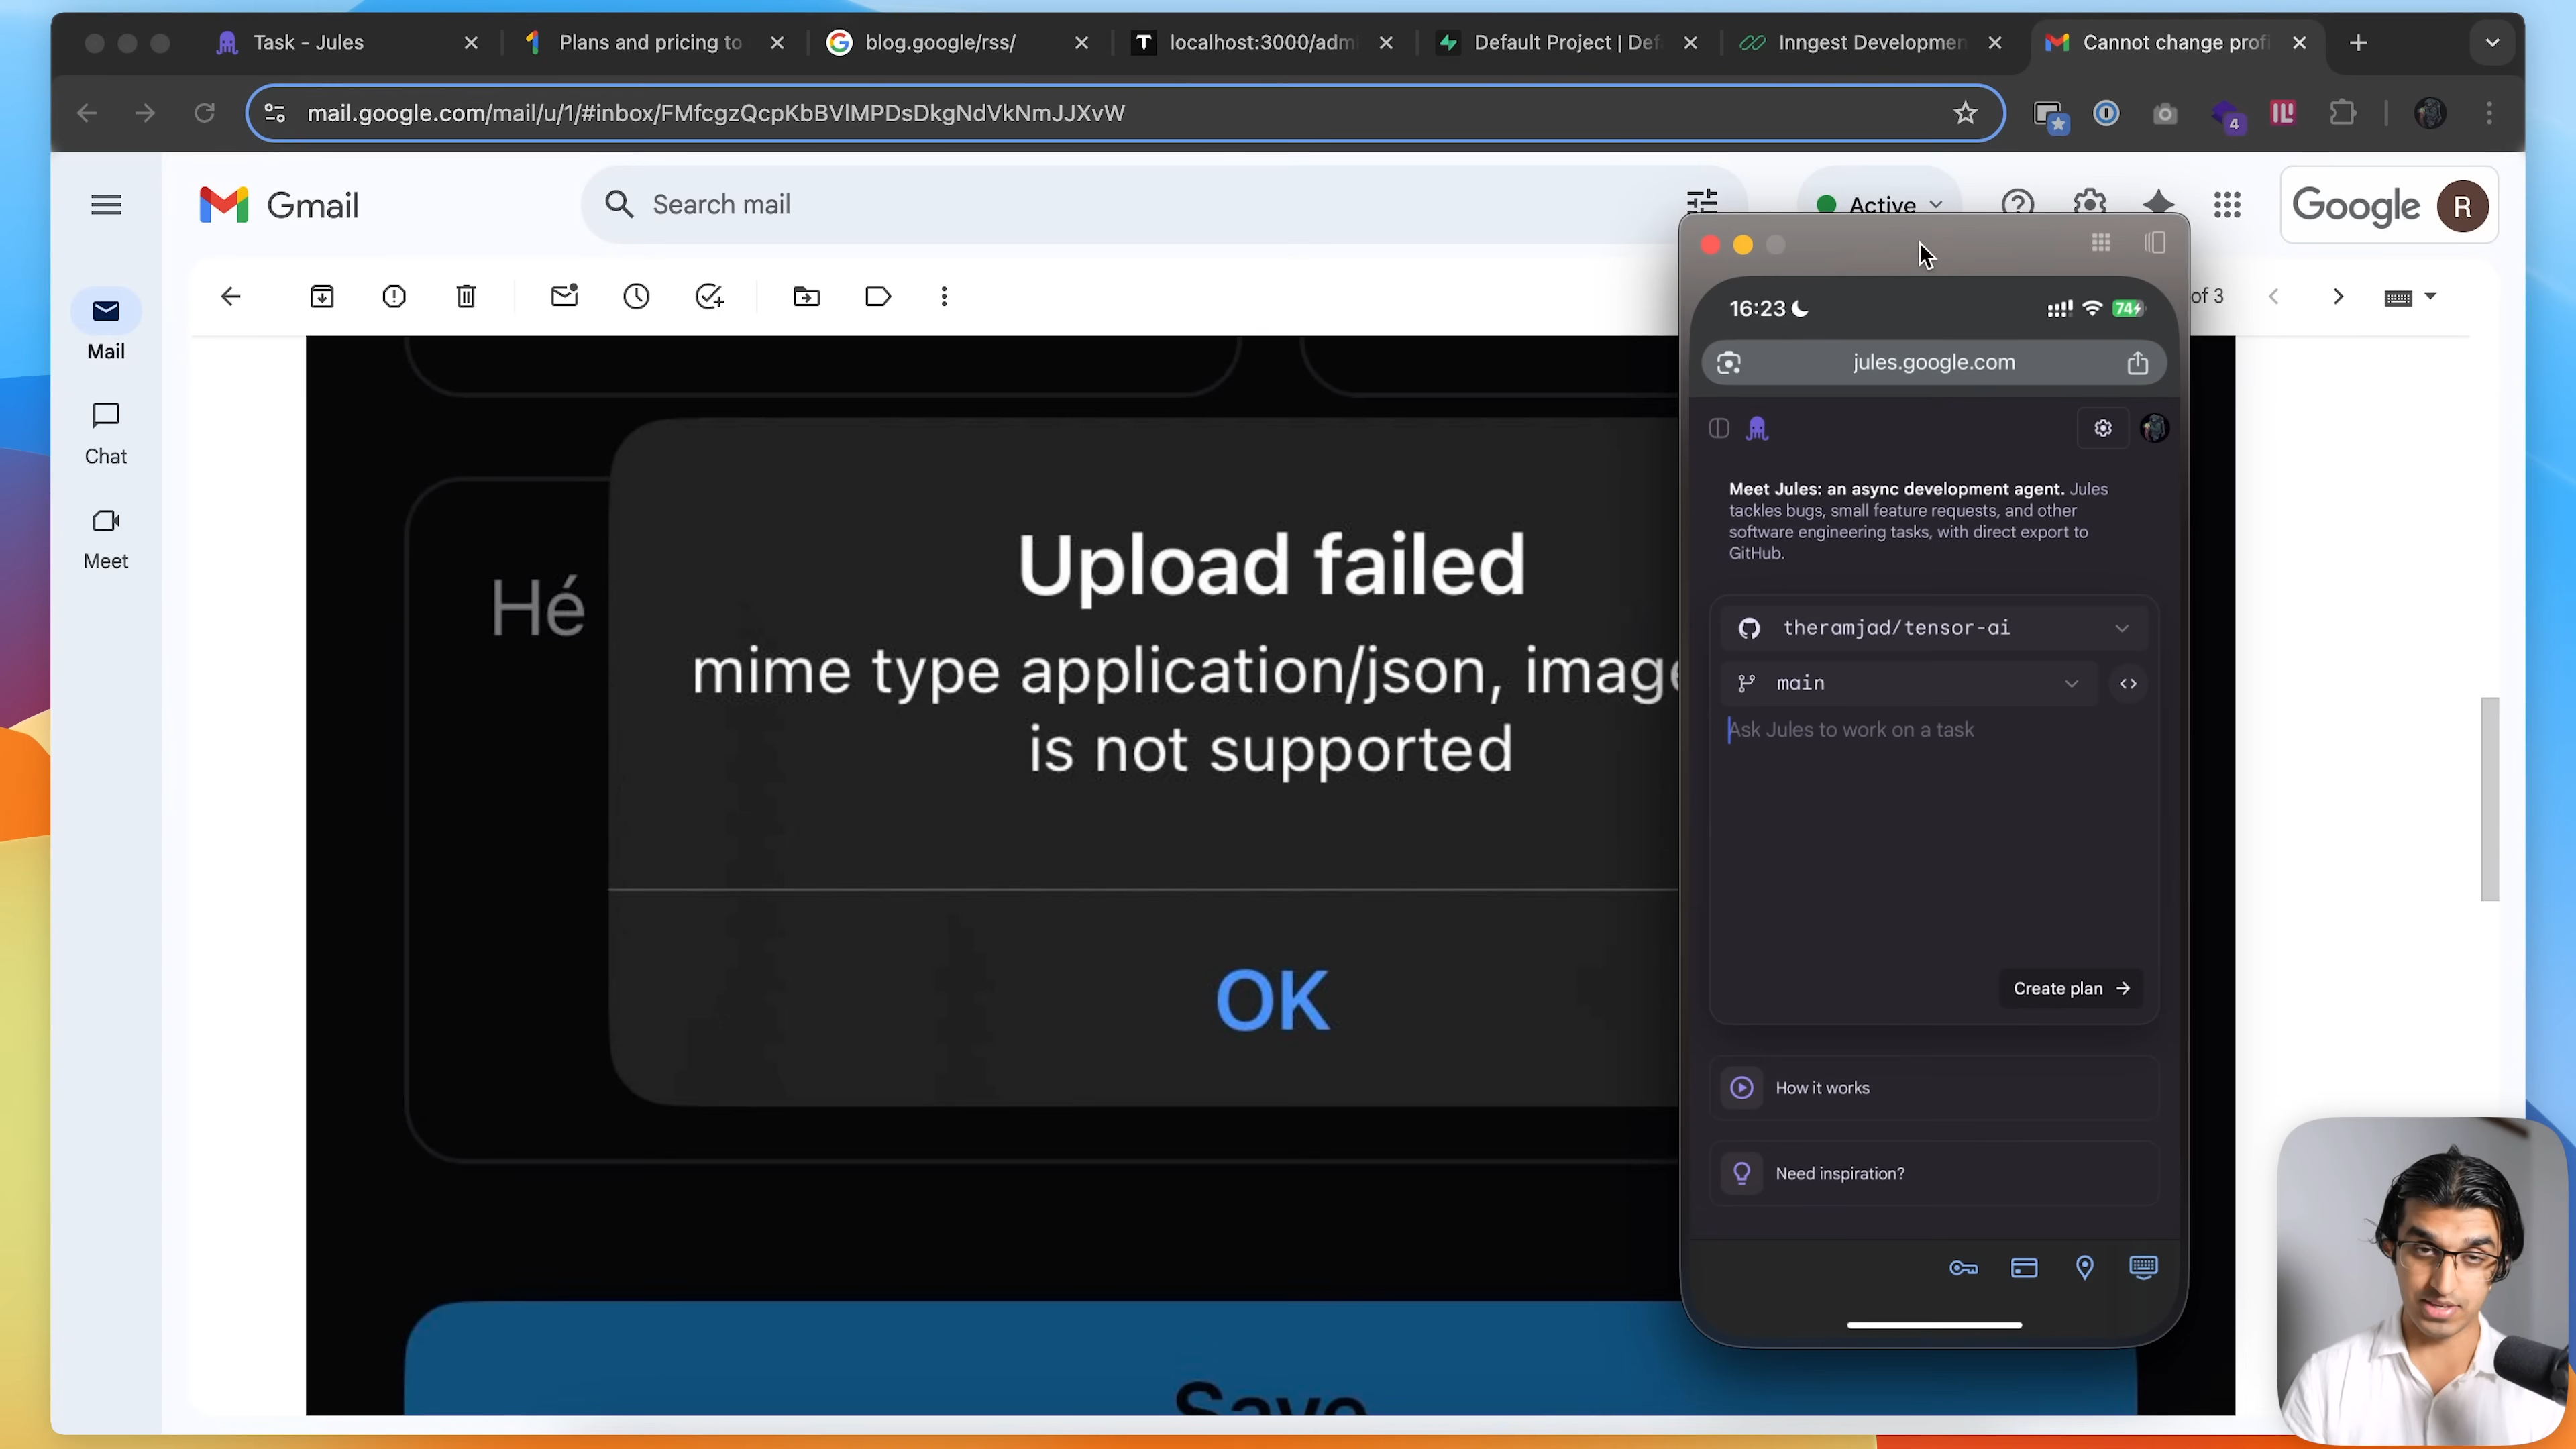 Task - Jules
Plans and pricing to
blog.google/rss/
localhost:3000/adm
Default Project | Def
Inngest Developmen
Cannot change profi
mail.google.com/mail/u/1/#inbox/FMfcgzQcpKbBVlMPDsDkgNdVkNmJJXvW
4
Gmail
Search mail
Active
Google
R
of 3
Mail
Chat
Meet
Hé
Upload failed
mime type application/json, image
is not supported
OK
Save
16:23
74
jules.google.com
Meet Jules: an async development agent. Jules
tackles bugs, small feature requests, and other
software engineering tasks, with direct export to
GitHub.
theramjad/tensor-ai
main
Ask Jules to work on a task
Create plan
How it works
Need inspiration?